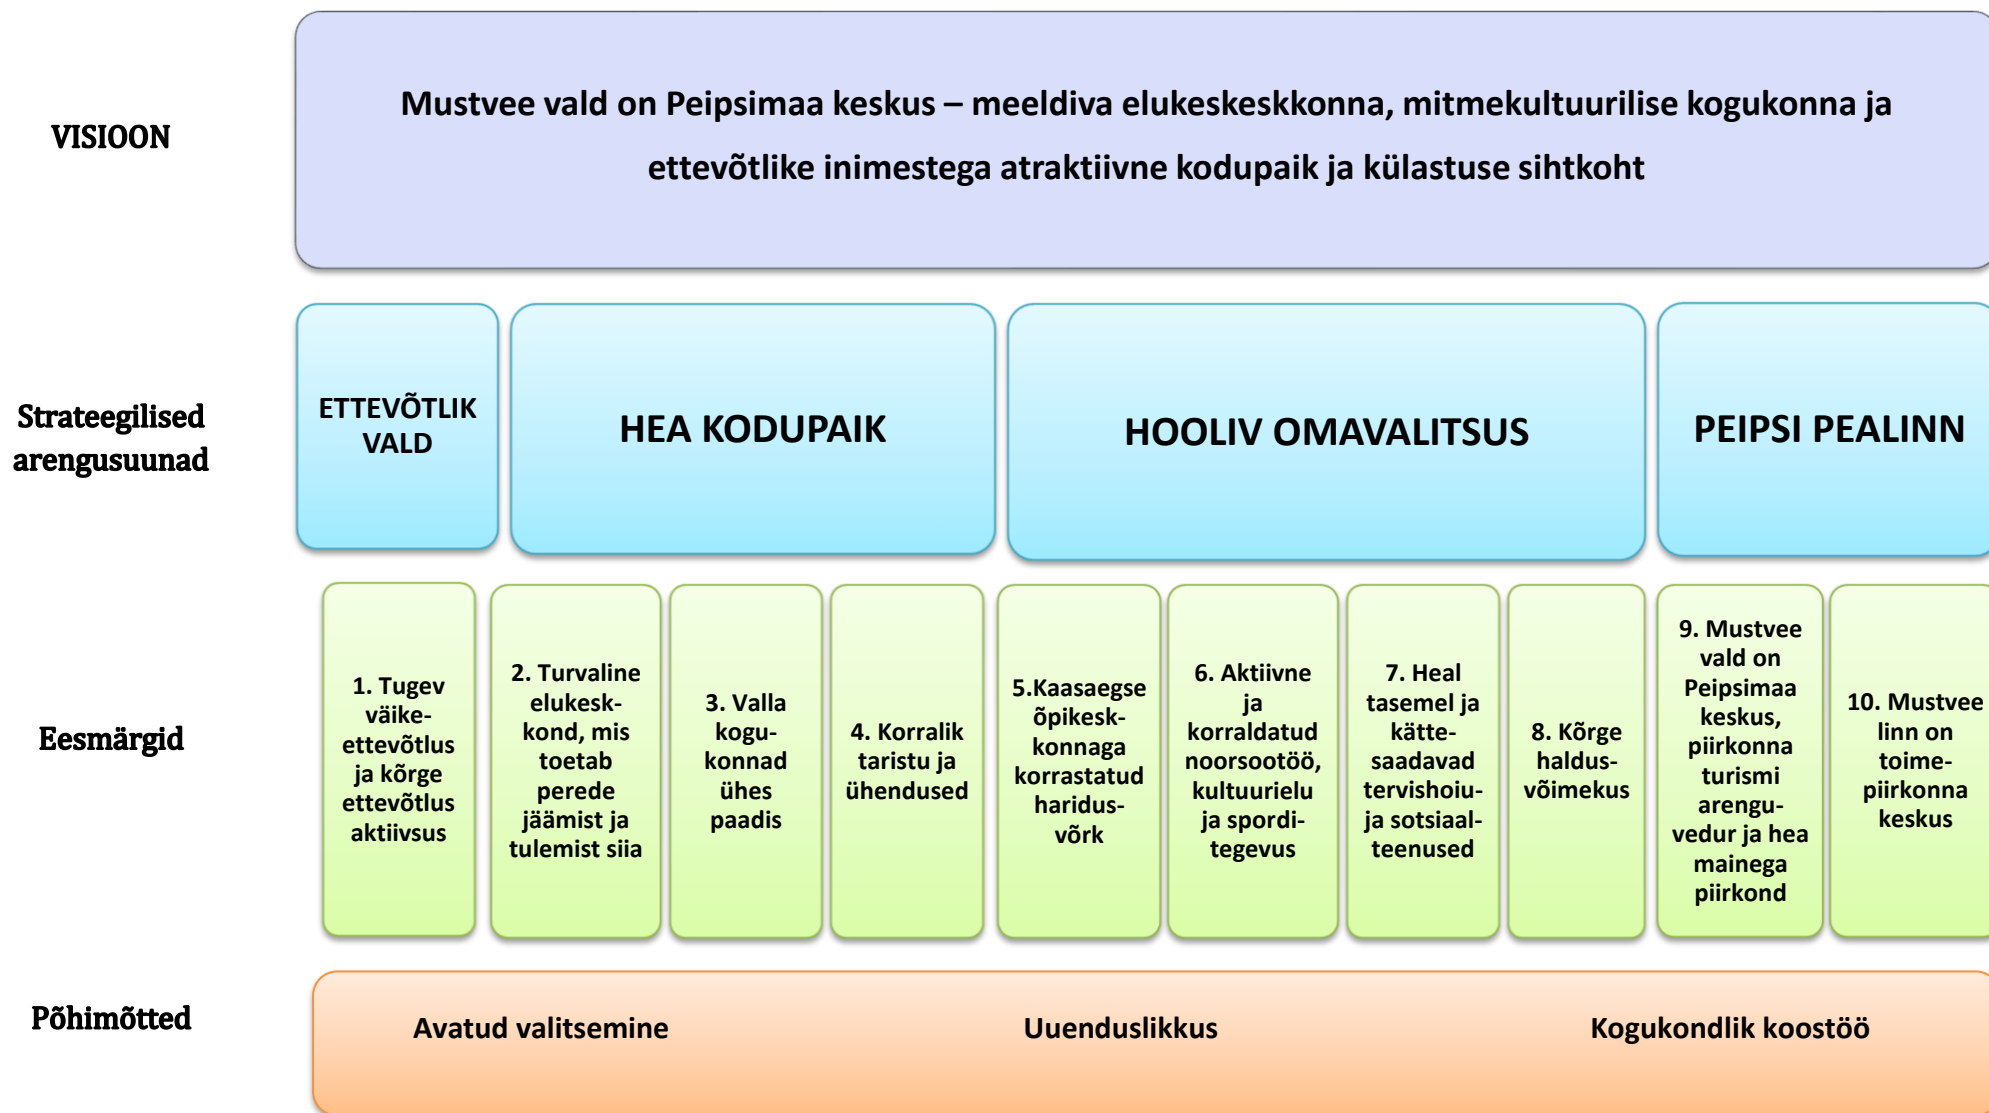 VISIOON
Mustvee vald on Peipsimaa keskus – meeldiva elukeskeskkonna, mitmekultuurilise kogukonna ja
ettevõtlike inimestega atraktiivne kodupaik ja külastuse sihtkoht
Strateegilised
arengusuunad
ETTEVÕTLIK
VALD
HEA KODUPAIK
HOOLIV OMAVALITSUS
PEIPSI PEALINN
Eesmärgid
1. Tugev
väike-
ettevõtlus
ja kõrge
ettevõtlus
aktiivsus
2. Turvaline
elukesk-
kond, mis
toetab
perede
jäämist ja
tulemist siia
3. Valla
kogu-
konnad
ühes
paadis
4. Korralik
taristu ja
ühendused
5.Kaasaegse
õpikesk-
konnaga
korrastatud
haridus-
võrk
6. Aktiivne
ja
korraldatud
noorsootöö,
kultuurielu
ja spordi-
tegevus
7. Heal
tasemel ja
kätte-
saadavad
tervishoiu-
ja sotsiaal-
teenused
8. Kõrge
haldus-
võimekus
9. Mustvee
vald on
Peipsimaa
keskus,
piirkonna
turismi
arengu-
vedur ja hea
mainega
piirkond
10. Mustvee
linn on
toime-
piirkonna
keskus
Põhimõtted
Avatud valitsemine
Uuenduslikkus
Kogukondlik koostöö